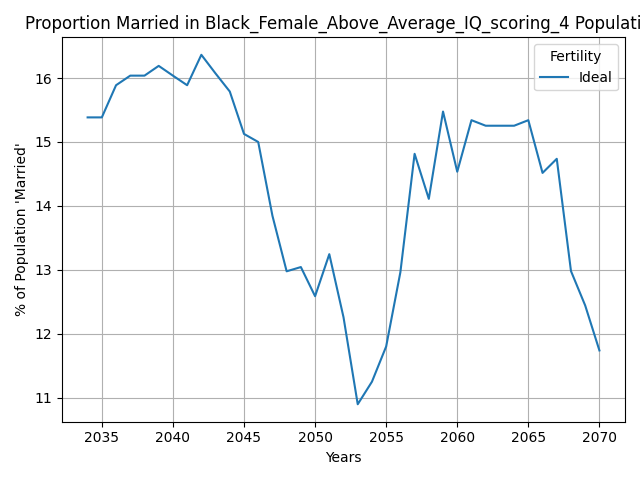 Proportion Married in Black_Female_Above_Average_IQ_scoring_4 Populati
Fertility
Ideal
% of Population 'Married'
16
15
14
13
12
11
2035 2040 2045 2050 2055 2060 2065 2070
Years